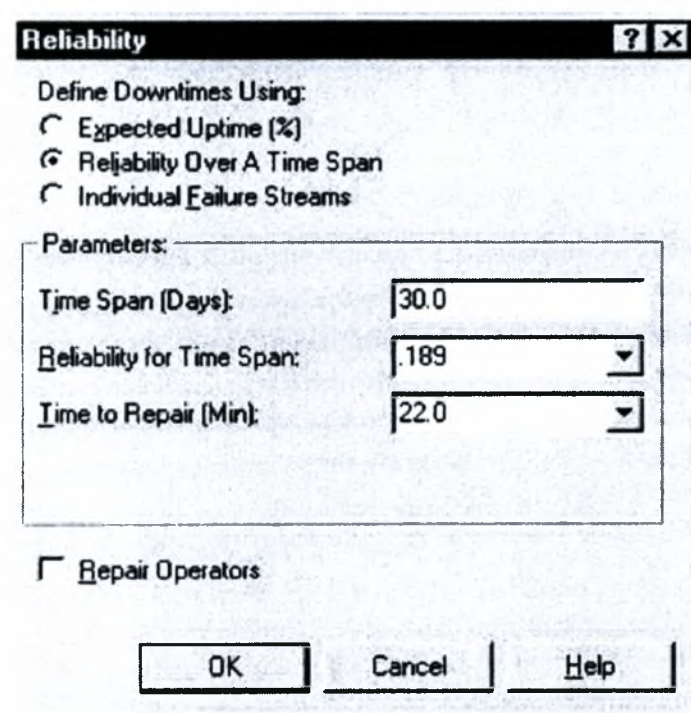 Reliability
Define Downtimes Using:
Expected Uptime (%)
Reliability Over A Time Span
Individual Failure Streams
Parameters:
Time Span (Days): 30.0
Reliability for Time Span: .189
Time to Repair (Min): 22.0
Repair Operators
OK Cancel Help